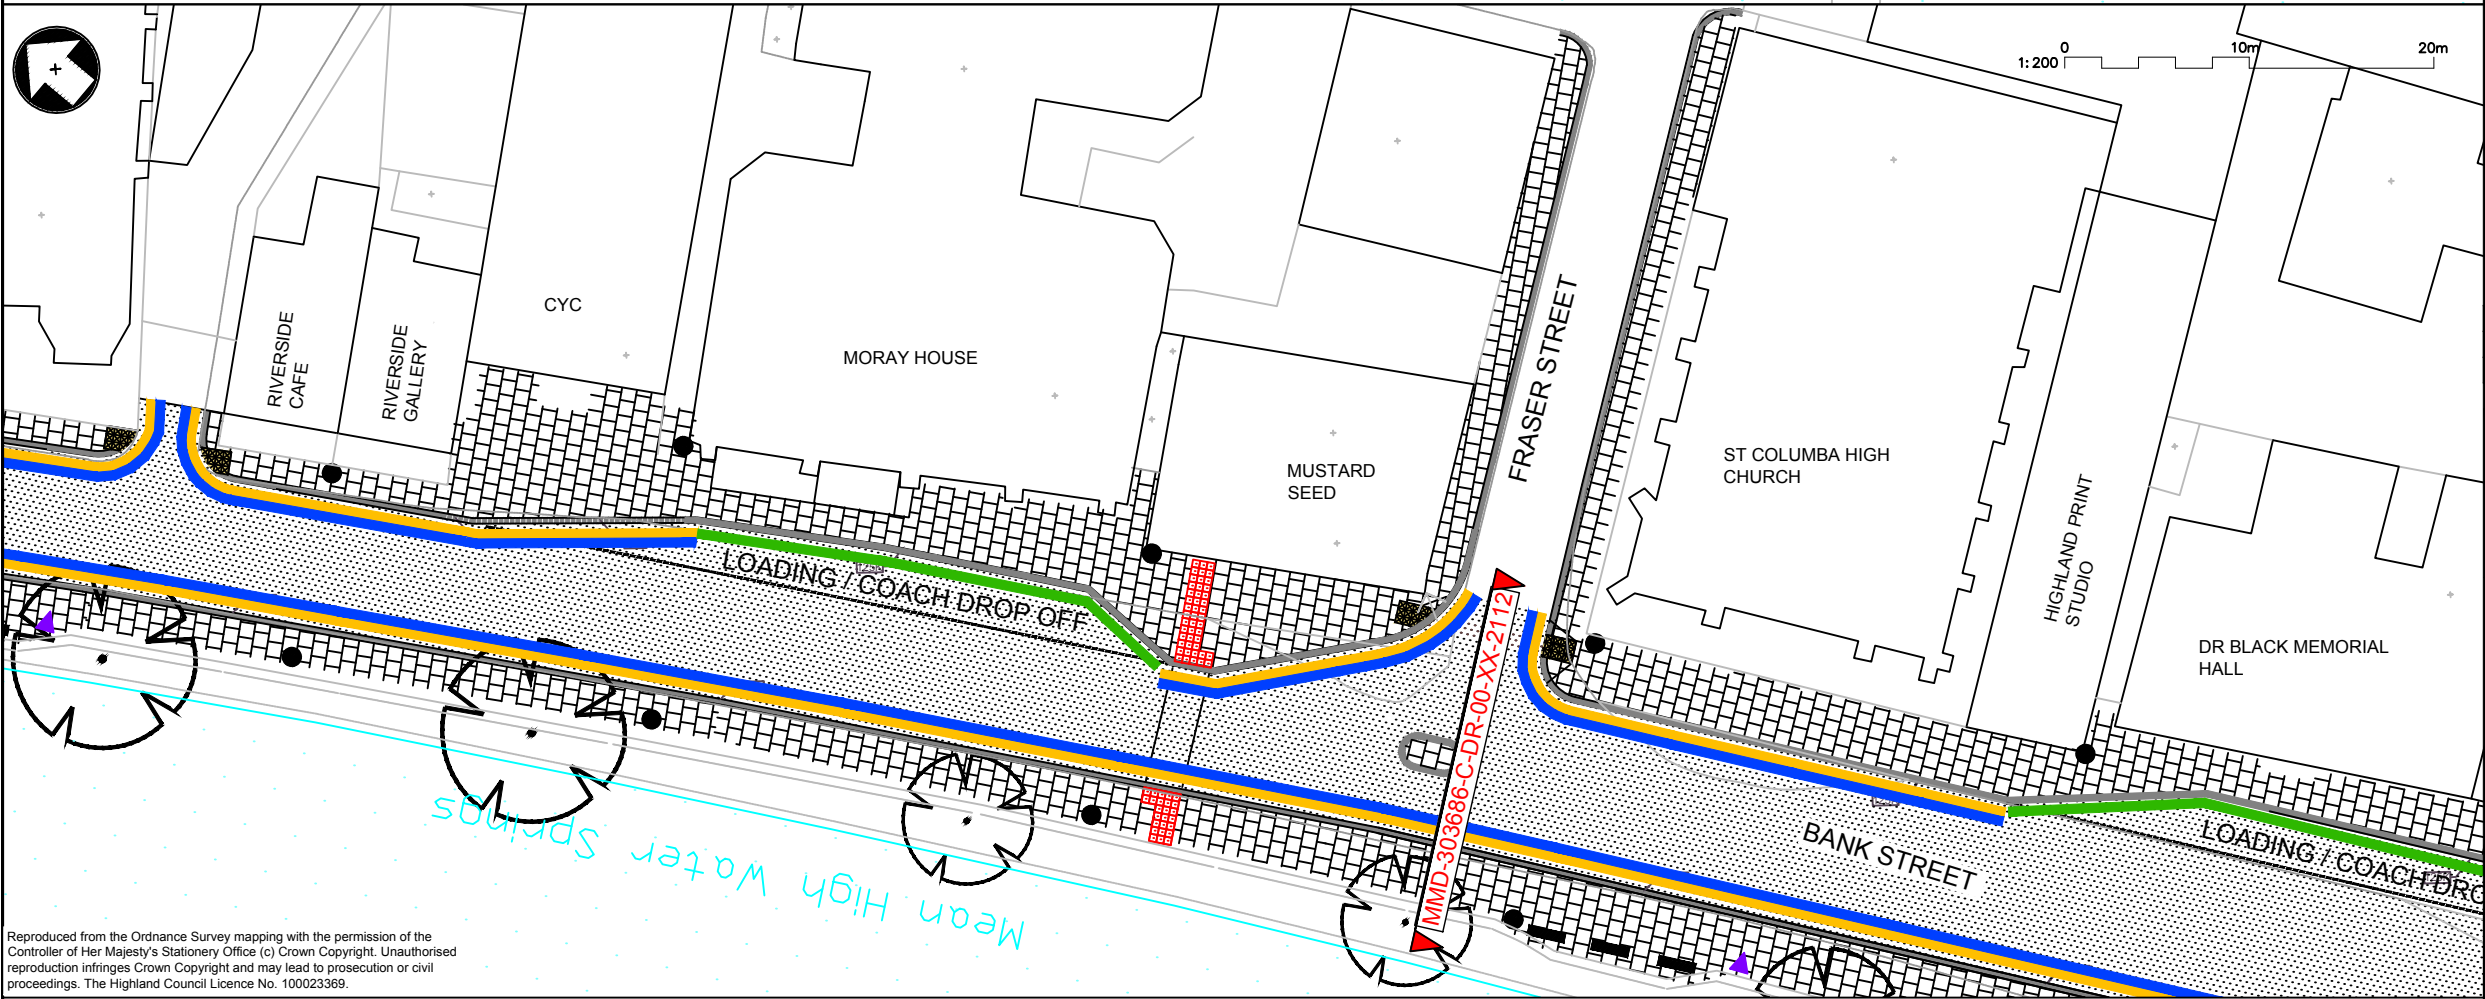 0
10m
20m
1:200
RIVERSIDE
CAFE
RIVERSIDE
GALLERY
CYC
MORAY HOUSE
MUSTARD
SEED
FRASER STREET
ST COLUMBA HIGH
CHURCH
HIGHLAND PRINT
STUDIO
DR BLACK MEMORIAL
HALL
LOADING / COACH DROP OFF
MMD-303686-C-DR-00-XX-2112
BANK STREET
LOADING / COACH DRO
Mean High Water Springs
Reproduced from the Ordnance Survey mapping with the permission of the
Controller of Her Majesty's Stationery Office (c) Crown Copyright. Unauthorised
reproduction infringes Crown Copyright and may lead to prosecution or civil
proceedings. The Highland Council Licence No. 100023369.